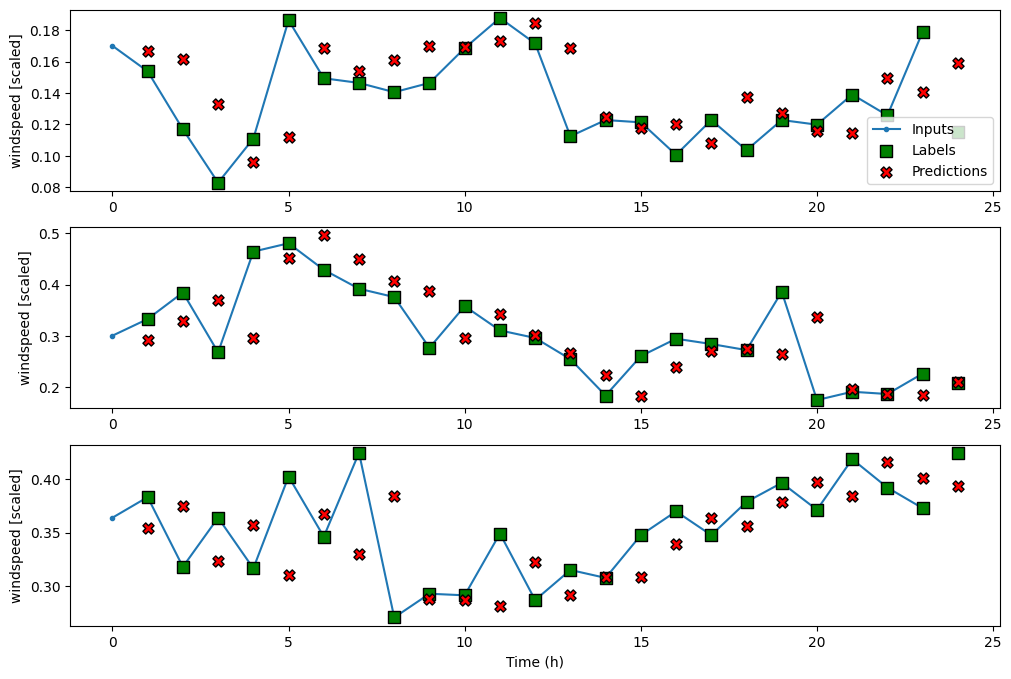 windspeed [scaled]
0.18
0.16
0.14
0.12
0.10
0.08
0 5 10 15 20 25
Inputs
Labels
Predictions
windspeed [scaled]
0.5
0.4
0.3
0.2
0 5 10 15 20 25
windspeed [scaled]
0.40
0.35
0.30
0 5 10 15 20 25
Time (h)